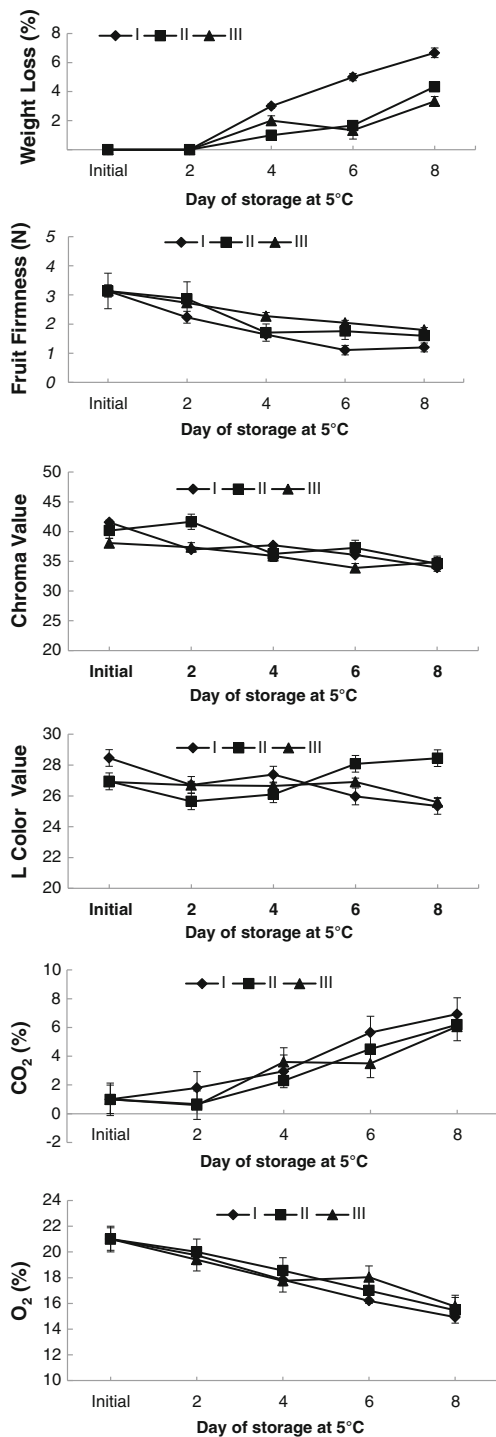 Weight Loss (%)
I II III
8
6
4
2
Initial 2 4 6 8
Day of storage at 5°C
Fruit Firmness (N)
I II III
5
4
3
2
1
0
Initial 2 4 6 8
Day of storage at 5°C
Chroma Value
I II III
50
45
40
35
30
25
20
Initial 2 4 6 8
Day of storage at 5°C
L Color Value
I II III
30
28
26
24
22
20
Initial 2 4 6 8
Day of storage at 5°C
CO2 (%)
I II III
10
8
6
4
2
0
-2
Initial 2 4 6 8
Day of storage at 5°C
O2 (%)
I II III
24
22
20
18
16
14
12
10
Initial 2 4 6 8
Day of storage at 5°C